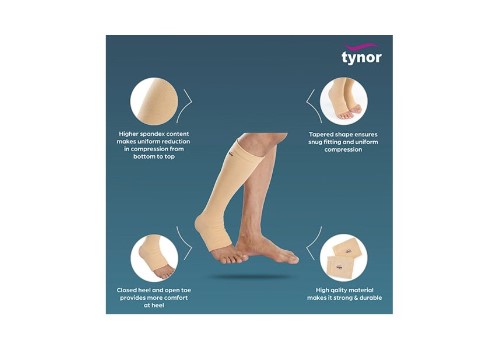 tynor
Higher spandex content
makes uniform reduction
in compression from
bottom to top
Tapered shape ensures
snug fitting and uniform
compression
Closed heel and open toe
provides more comfort
at heel
High qality material
makes it strong & durable